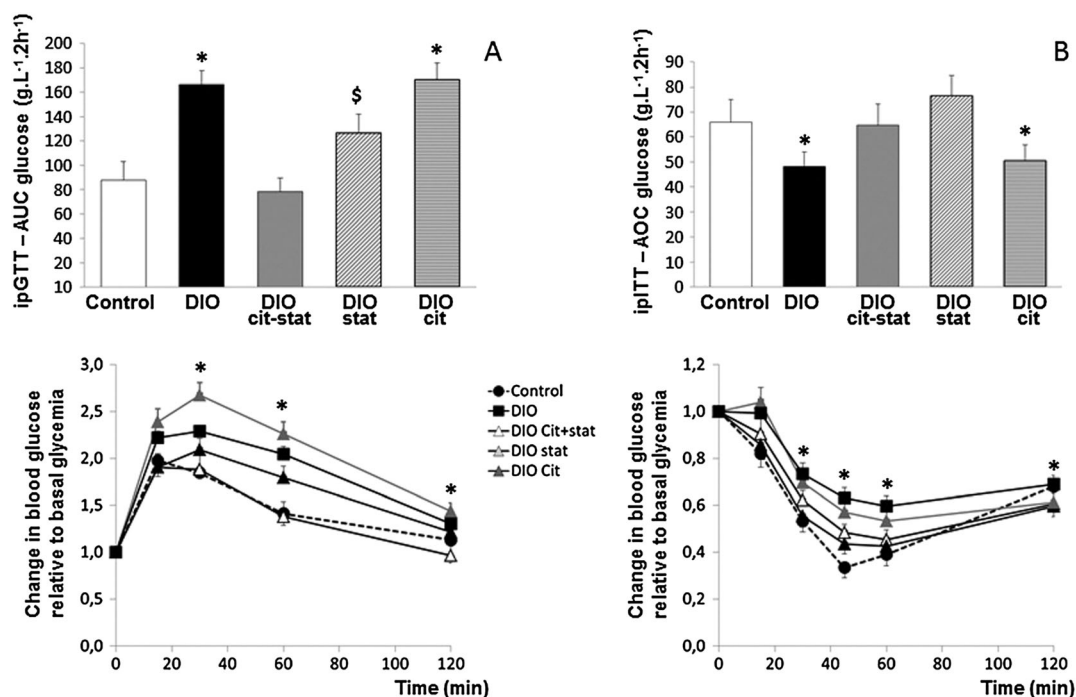 A
ipGTT – AUC glucose (g.L⁻¹.2h⁻¹)
200
180
160
140
120
100
80
60
40
20
10
*
$
*
Control
DIO
DIO
cit-stat
DIO
stat
DIO
cit
B
ipITT – AOC glucose (g.L⁻¹.2h⁻¹)
90
80
70
60
50
40
30
20
10
0
*
*
Control
DIO
DIO
cit-stat
DIO
stat
DIO
cit
Change in blood glucose
relative to basal glycemia
3,0
2,5
2,0
1,5
1,0
0,5
0,0
*
*
*
0
20
40
60
80
100
120
Time (min)
Control
DIO
DIO Cit+stat
DIO stat
DIO Cit
Change in blood glucose
relative to basal glycemia
1,2
1,0
0,8
0,6
0,4
0,2
0,0
*
*
*
*
0
20
40
60
80
100
120
Time (min)